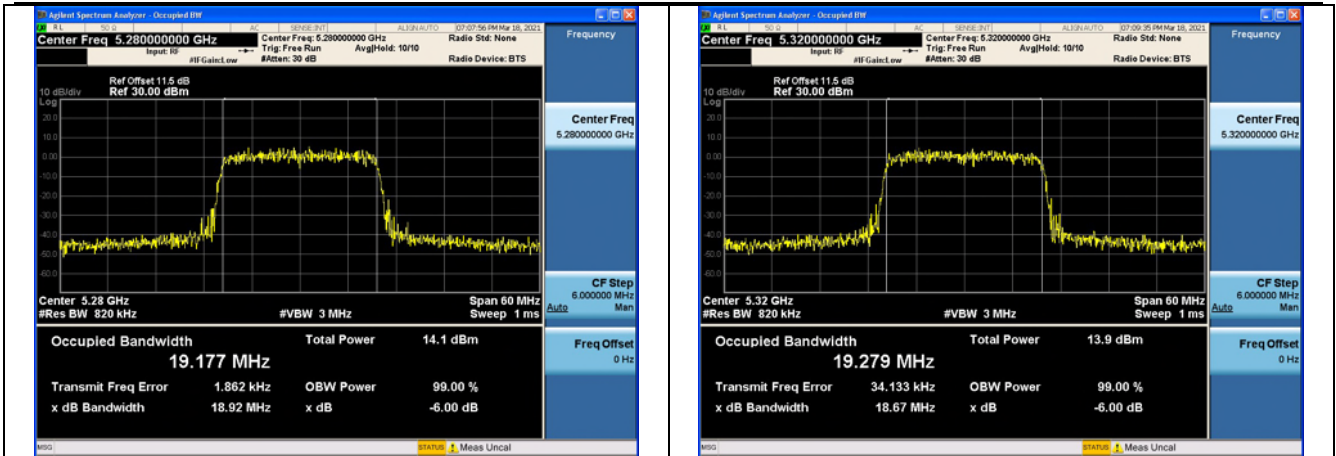 Agilent Spectrum Analyzer - Occupied BW
RL 50 Ω AC SENSE:INT ALIGN AUTO 07:07:56 PM Mar 18, 2021
Center Freq 5.280000000 GHz
Center Freq: 5.280000000 GHz
Radio Std: None
Input: RF
Trig: Free Run Avg|Hold: 10/10
#IFGain:Low
#Atten: 30 dB
Radio Device: BTS
Ref Offset 11.5 dB
10 dB/div Ref 30.00 dBm
Log
20.0
10.0
0.00
-10.0
-20.0
-30.0
-40.0
-50.0
-60.0
Center 5.28 GHz Span 60 MHz
#Res BW 820 kHz #VBW 3 MHz Sweep 1 ms
Occupied Bandwidth Total Power 14.1 dBm
19.177 MHz
Transmit Freq Error 1.862 kHz OBW Power 99.00 %
x dB Bandwidth 18.92 MHz x dB -6.00 dB
MSG STATUS Meas Uncal
Frequency
Center Freq
5.280000000 GHz
CF Step
6.000000 MHz
Auto Man
Freq Offset
0 Hz
Agilent Spectrum Analyzer - Occupied BW
RL 50 Ω AC SENSE:INT ALIGN AUTO 07:09:35 PM Mar 18, 2021
Center Freq 5.320000000 GHz
Center Freq: 5.320000000 GHz
Radio Std: None
Input: RF
Trig: Free Run Avg|Hold: 10/10
#IFGain:Low
#Atten: 30 dB
Radio Device: BTS
Ref Offset 11.5 dB
10 dB/div Ref 30.00 dBm
Log
20.0
10.0
0.00
-10.0
-20.0
-30.0
-40.0
-50.0
-60.0
Center 5.32 GHz Span 60 MHz
#Res BW 820 kHz #VBW 3 MHz Sweep 1 ms
Occupied Bandwidth Total Power 13.9 dBm
19.279 MHz
Transmit Freq Error 34.133 kHz OBW Power 99.00 %
x dB Bandwidth 18.67 MHz x dB -6.00 dB
MSG STATUS Meas Uncal
Frequency
Center Freq
5.320000000 GHz
CF Step
6.000000 MHz
Auto Man
Freq Offset
0 Hz